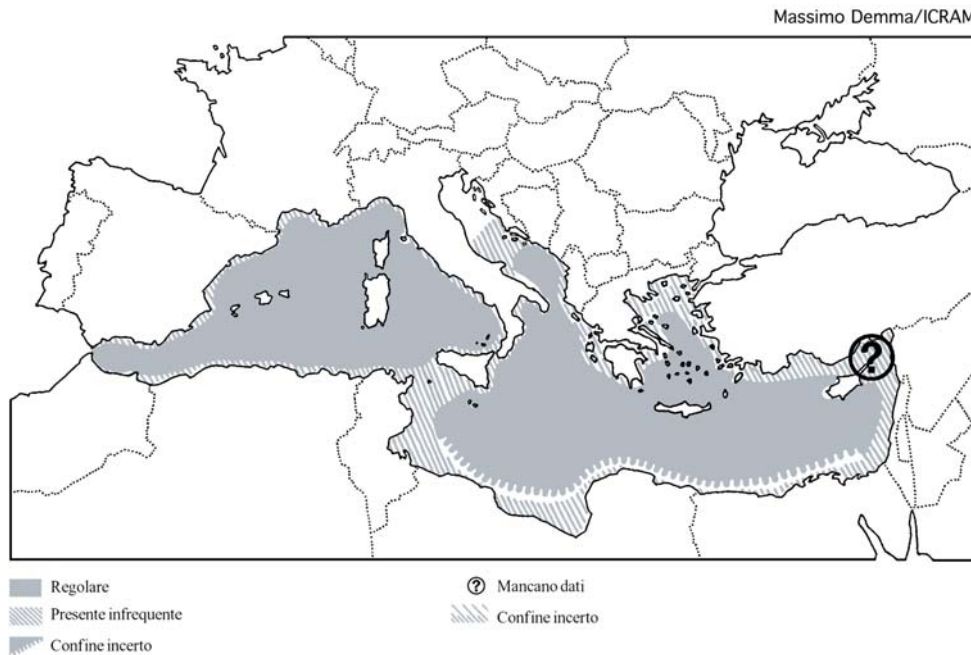 Massimo Demma/ICRAM
?
Regolare
? Mancano dati
Presente infrequente
Confine incerto
Confine incerto